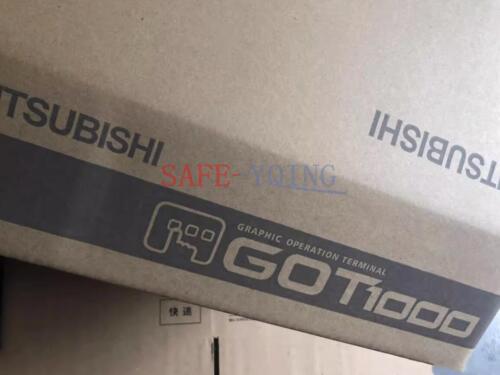 MITSUBISHI
MITSUBISHI
SAFE-YQING
GRAPHIC OPERATION TERMINAL
GOT1000
快递